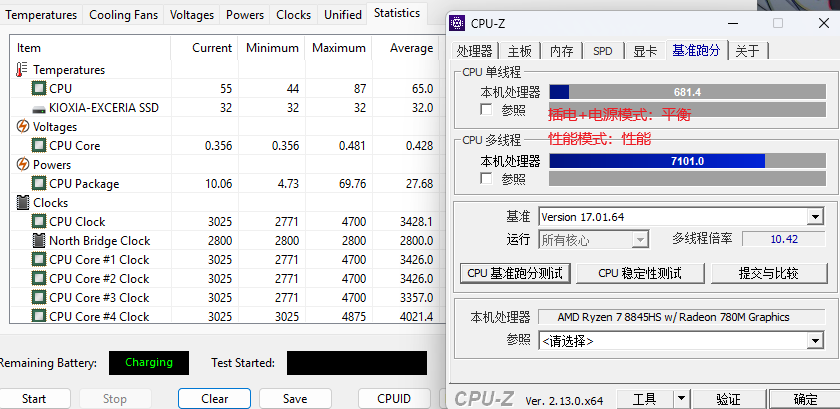 Temperatures Cooling Fans Voltages Powers Clocks Unified Statistics
Item Current Minimum Maximum Average
Temperatures
CPU 55 44 87 65.0
KIOXIA-EXCERIA SSD 32 32 32 32.0
Voltages
CPU Core 0.356 0.356 0.481 0.428
Powers
CPU Package 10.06 4.73 69.76 27.68
Clocks
CPU Clock 3025 2771 4700 3428.1
North Bridge Clock 2800 2800 2800 2800.0
CPU Core #1 Clock 3025 2771 4700 3426.0
CPU Core #2 Clock 3025 2771 4700 3426.0
CPU Core #3 Clock 3025 2771 4700 3357.0
CPU Core #4 Clock 3025 3025 4875 4021.4
Remaining Battery: Charging Test Started:
Start Stop Clear Save CPUID
CPU-Z
处理器 主板 内存 SPD 显卡 基准跑分 关于
CPU 单线程
本机处理器 681.4
参照
插电+电源模式：平衡
性能模式：性能
CPU 多线程
本机处理器 7101.0
参照
基准 Version 17.01.64
运行 所有核心 多线程倍率 10.42
CPU 基准跑分测试 CPU 稳定性测试 提交与比较
本机处理器 AMD Ryzen 7 8845HS w/ Radeon 780M Graphics
参照 <请选择>
CPU-Z Ver. 2.13.0.x64 工具 验证 确定